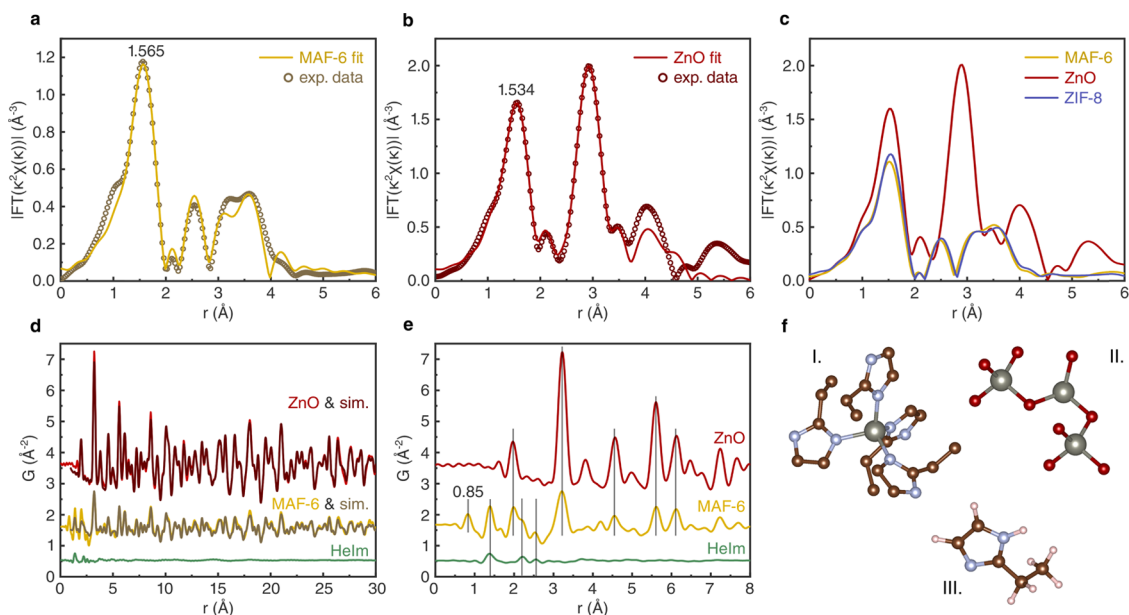 a
1.565
MAF-6 fit
exp. data
|FT(κ²χ(κ))| (Å⁻³)
1.2
1.0
0.8
0.6
0.4
0.2
0
0 1 2 3 4 5 6
r (Å)
b
1.534
ZnO fit
exp. data
|FT(κ²χ(κ))| (Å⁻³)
2.0
1.5
1.0
0.5
0.0
0 1 2 3 4 5 6
r (Å)
c
MAF-6
ZnO
ZIF-8
|FT(κ²χ(κ))| (Å⁻³)
2.0
1.5
1.0
0.5
0.0
0 1 2 3 4 5 6
r (Å)
d
ZnO & sim.
MAF-6 & sim.
HeIm
G (Å⁻²)
7
6
5
4
3
2
1
0
0 5 10 15 20 25 30
r (Å)
e
ZnO
0.85
MAF-6
HeIm
G (Å⁻²)
7
6
5
4
3
2
1
0
0 1 2 3 4 5 6 7 8
r (Å)
f
I.
II.
III.